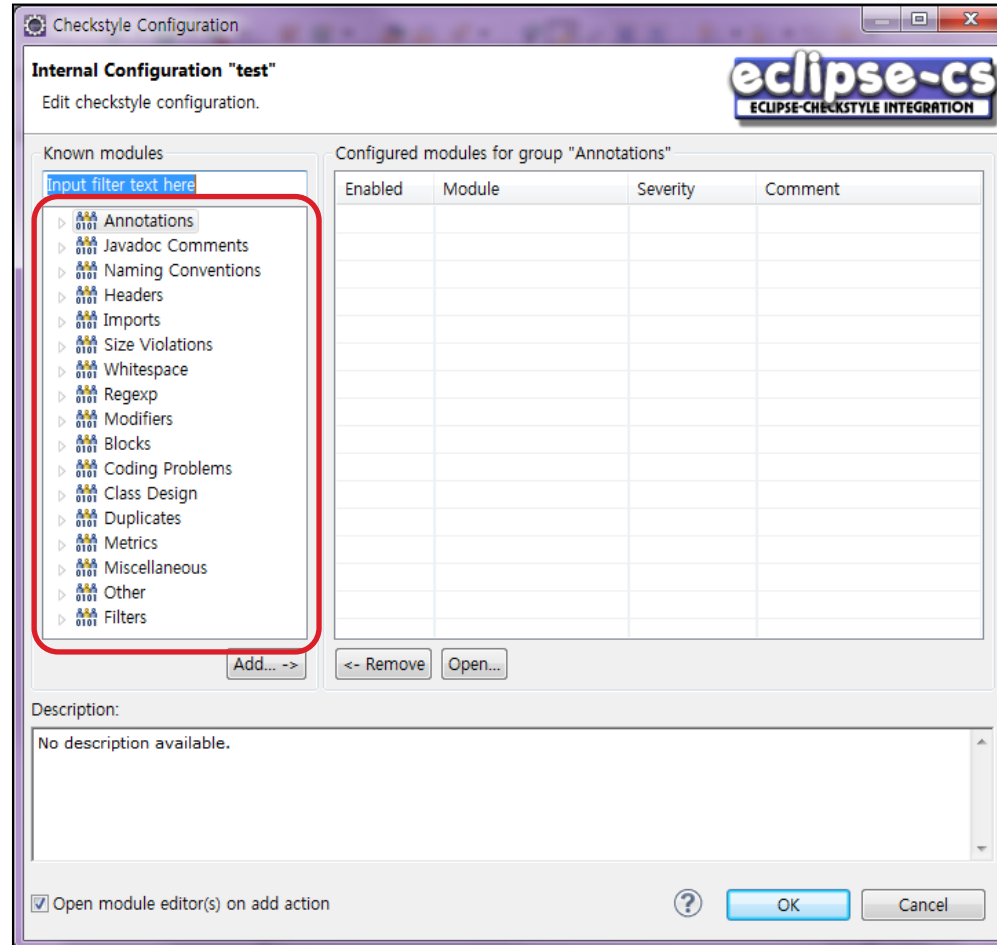 Checkstyle Configuration
Internal Configuration "test"
Edit checkstyle configuration.
eclipse-cs
ECLIPSE-CHECKSTYLE INTEGRATION
Known modules
Input filter text here
Annotations
Javadoc Comments
Naming Conventions
Headers
Imports
Size Violations
Whitespace
Regexp
Modifiers
Blocks
Coding Problems
Class Design
Duplicates
Metrics
Miscellaneous
Other
Filters
Add... ->
Configured modules for group "Annotations"
Enabled Module Severity Comment
<- Remove Open...
Description:
No description available.
Open module editor(s) on add action
? OK Cancel